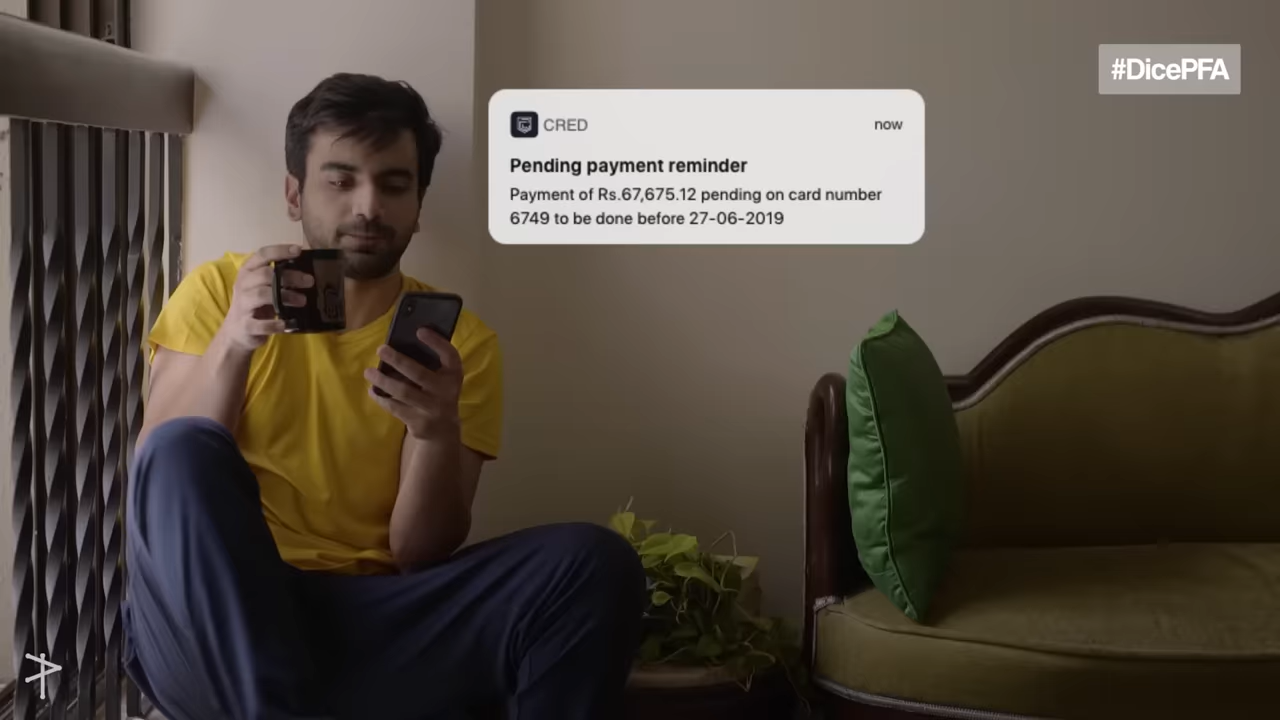 #DicePFA
CRED
now
Pending payment reminder
Payment of Rs.67,675.12 pending on card number
6749 to be done before 27-06-2019